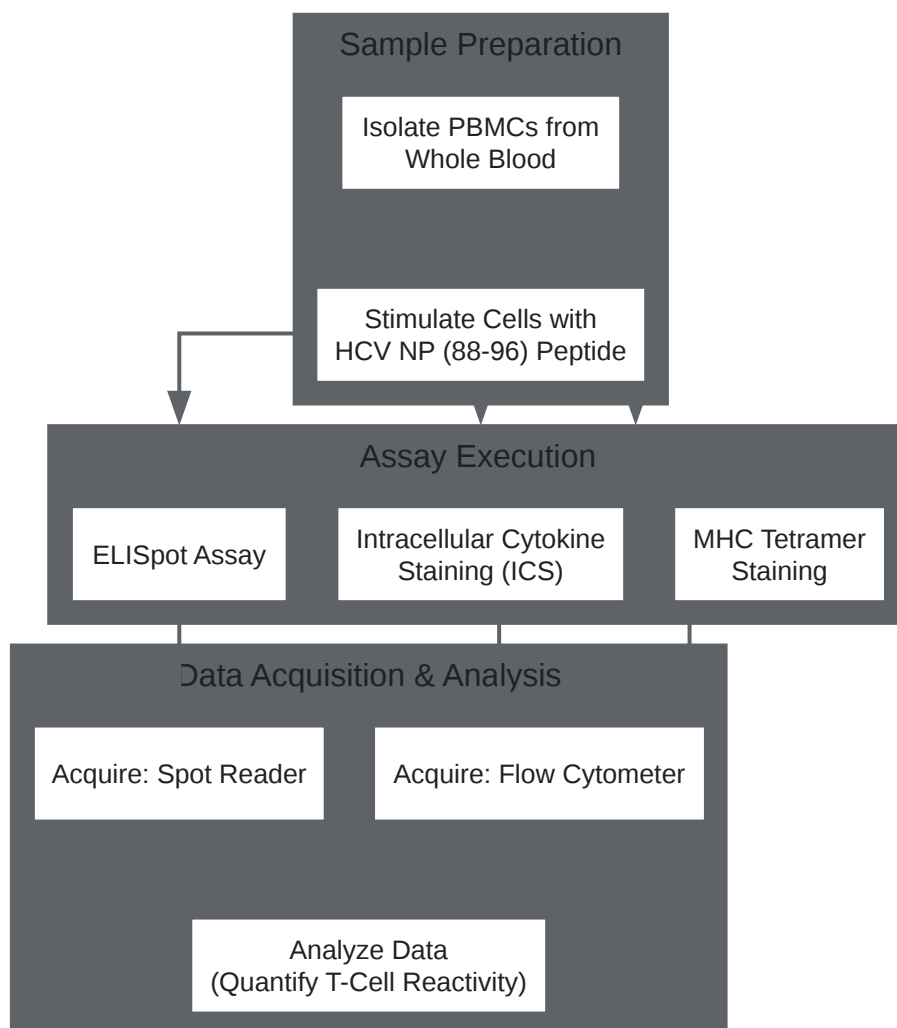 Sample Preparation
Isolate PBMCs from
Whole Blood
Stimulate Cells with
HCV NP (88-96) Peptide
Assay Execution
ELISpot Assay
Intracellular Cytokine
Staining (ICS)
MHC Tetramer
Staining
Data Acquisition & Analysis
Acquire: Spot Reader
Acquire: Flow Cytometer
Analyze Data
(Quantify T-Cell Reactivity)